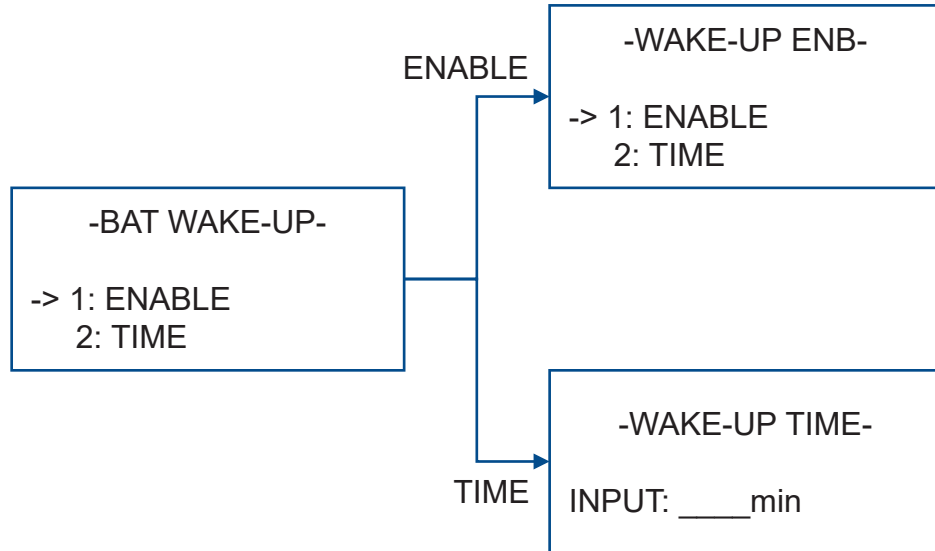 -BAT WAKE-UP-
-> 1: ENABLE
2: TIME
ENABLE
-WAKE-UP ENB-
-> 1: ENABLE
2: TIME
TIME
-WAKE-UP TIME-
INPUT: ____min